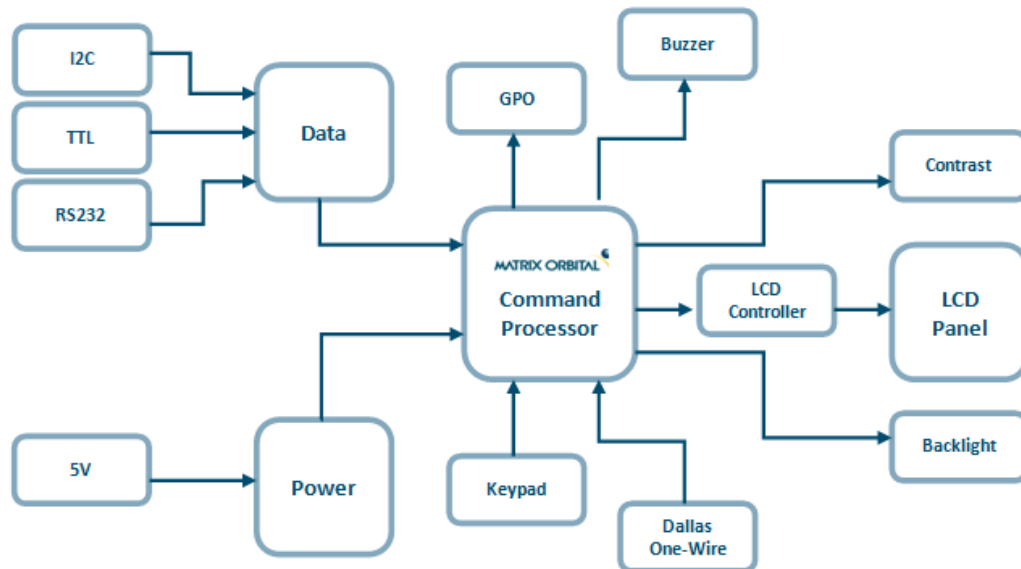 I2C
TTL
RS232
Data
GPO
Buzzer
MATRIX ORBITAL
Command
Processor
Contrast
LCD
Controller
LCD
Panel
Backlight
5V
Power
Keypad
Dallas
One-Wire